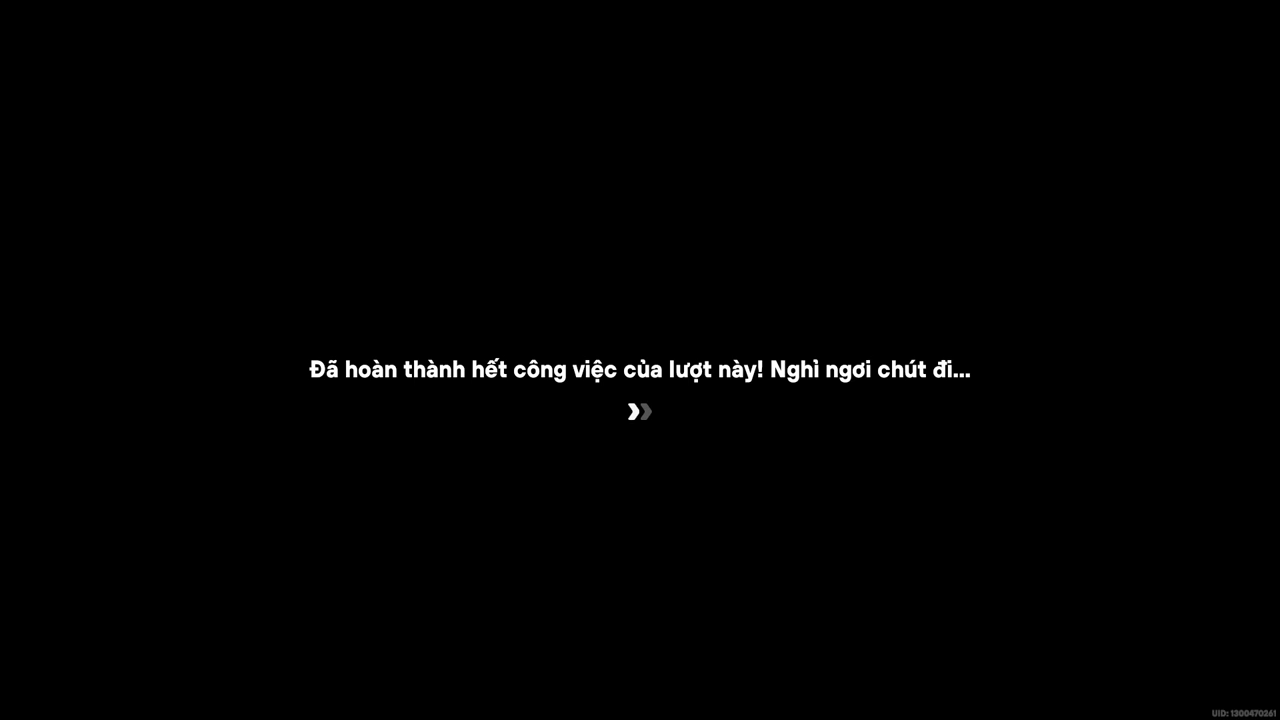 Đã hoàn thành hết công việc của lượt này! Nghỉ ngơi chút đi...
UID: 1300470261